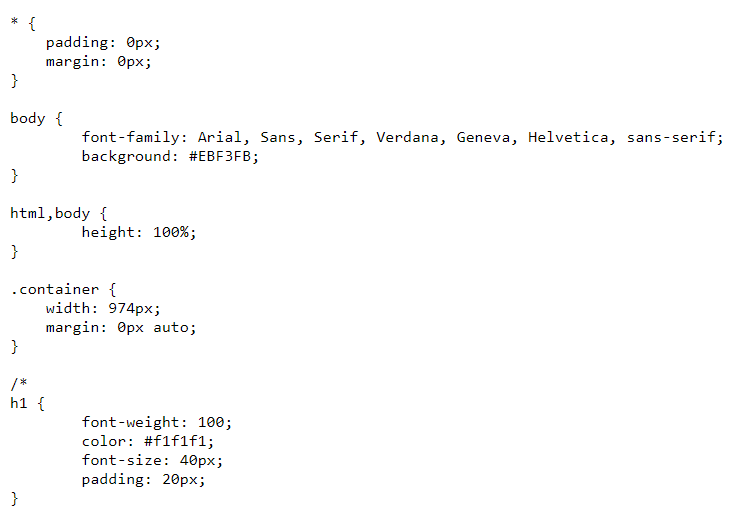 * {
    padding: 0px;
    margin: 0px;
}

body {
        font-family: Arial, Sans, Serif, Verdana, Geneva, Helvetica, sans-serif;
        background: #EBF3FB;
}

html,body {
        height: 100%;
}

.container {
    width: 974px;
    margin: 0px auto;
}

/*
h1 {
        font-weight: 100;
        color: #f1f1f1;
        font-size: 40px;
        padding: 20px;
}